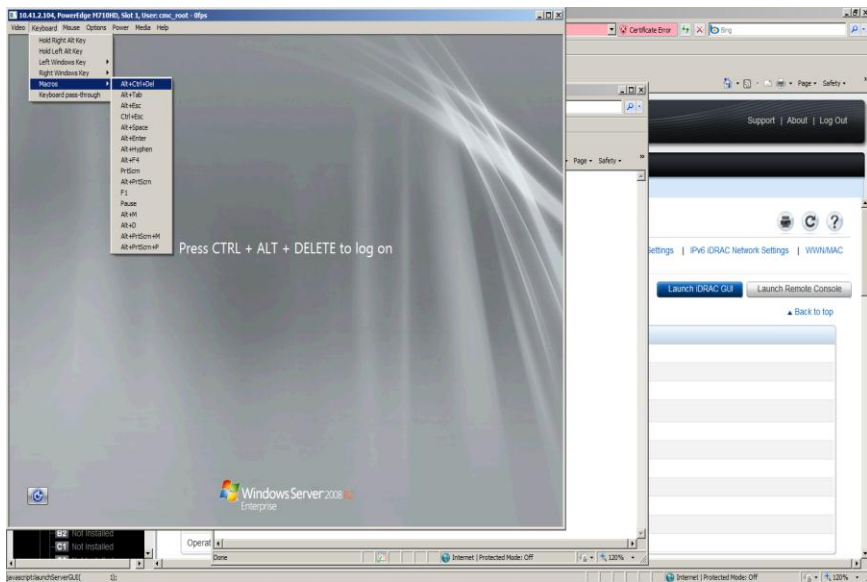 10.41.2.104, PowerEdge M710HD, Slot 1, User: cmc_root - 0fps
Video Keyboard Mouse Options Power Media Help
Hold Right Alt Key
Hold Left Alt Key
Left Windows Key
Right Windows Key
Macros
Keyboard pass-through
Alt+Ctrl+Del
Alt+Tab
Alt+Esc
Ctrl+Esc
Alt+Space
Alt+Enter
Alt+Hyphen
Alt+F4
PrtScrn
Alt+PrtScrn
F1
Pause
Alt+M
Alt+D
Alt+PrtScrn+M
Alt+PrtScrn+P
Press CTRL + ALT + DELETE to log on
Windows Server 2008 R2
Enterprise
Certificate Error
Bing
Page Safety
Page Safety
Support | About | Log Out
Settings | IPv6 iDRAC Network Settings | WWN/MAC
Launch iDRAC GUI Launch Remote Console
Back to top
B2 Not Installed
C1 Not Installed
Operat
Done Internet | Protected Mode: Off 120%
javascript:launchServerGUI( Internet | Protected Mode: Off 120%